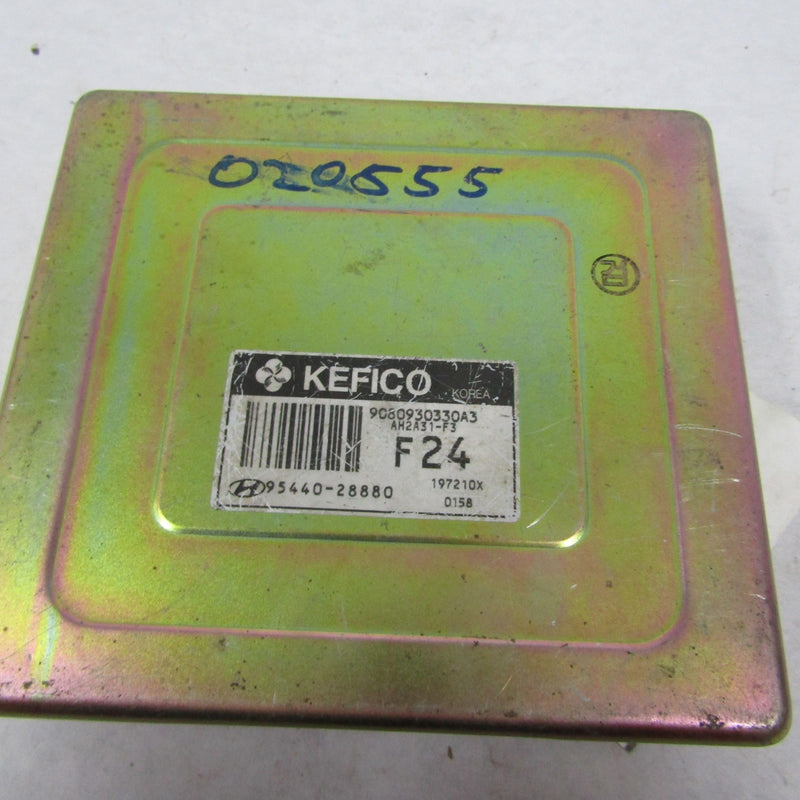 020555
R
KEFICO
KOREA
9080930330A3
AH2A31-F3
F24
95440-28880
197210X
0158